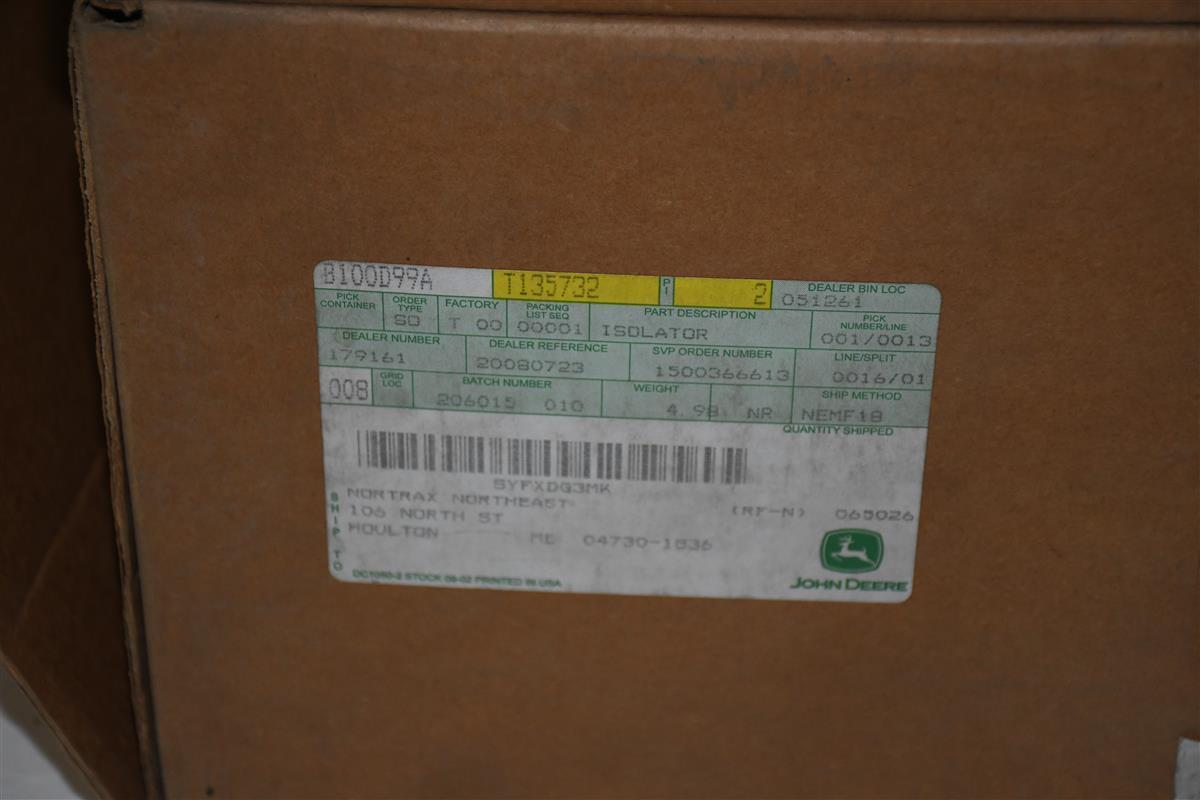 B100D99A T135732 PI 2 DEALER BIN LOC 051261
PICK CONTAINER ORDER TYPE SO FACTORY T 00 PACKING LIST SEQ 00001 PART DESCRIPTION ISOLATOR PICK NUMBER/LINE 001/0013
DEALER NUMBER 179161 DEALER REFERENCE 20080723 SVP ORDER NUMBER 1500366613 LINE/SPLIT 0016/01
008 GRID LOC BATCH NUMBER 206015 010 WEIGHT 4.98 NR SHIP METHOD NEMF18
QUANTITY SHIPPED
5YFXDG3MK
SHIP TO
NORTRAX NORTHEAST (RF-N) 065026
106 NORTH ST
HOULTON ME 04730-1836
DC1060-2 STOCK 09-02 PRINTED IN USA
JOHN DEERE